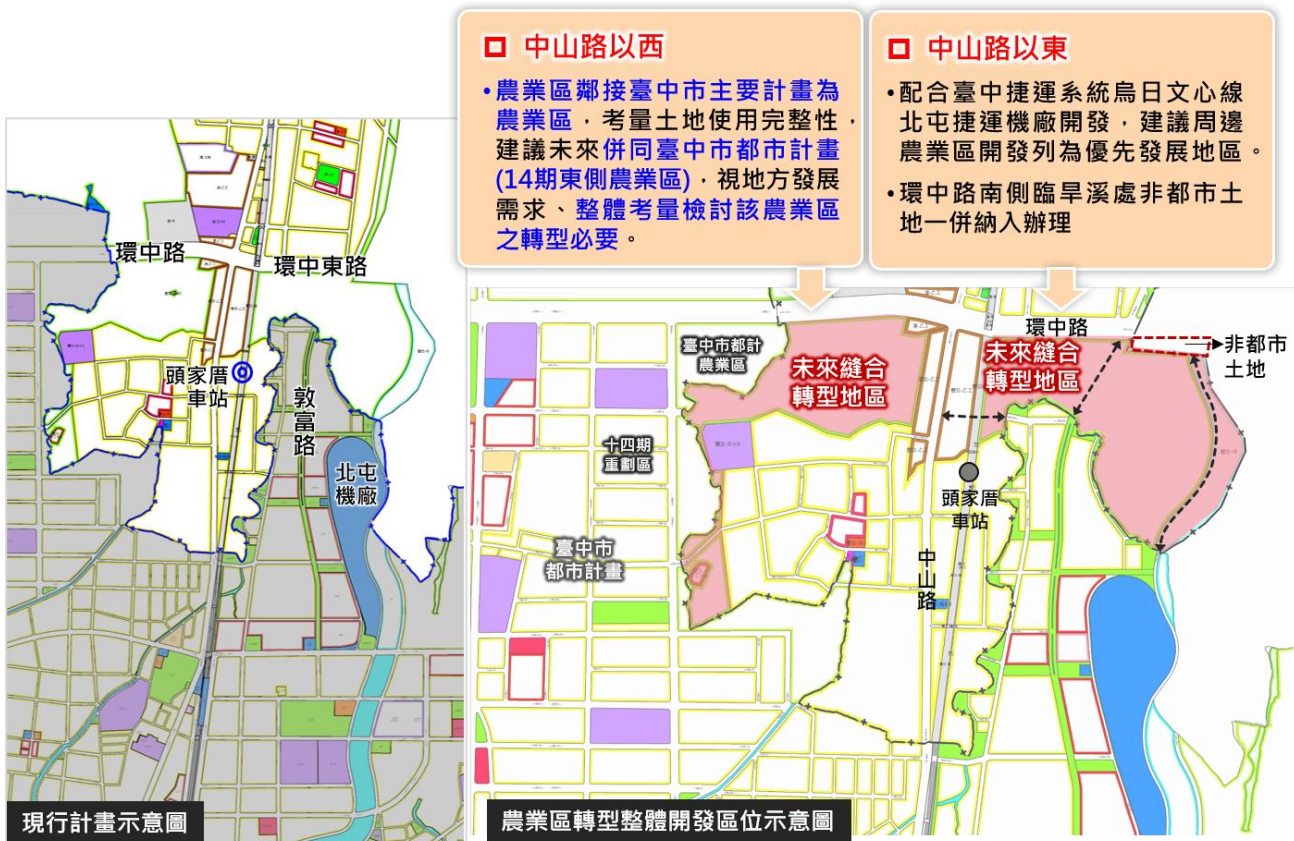 中山路以西
•農業區鄰接臺中市主要計畫為
農業區，考量土地使用完整性，
建議未來併同臺中市都市計畫
(14期東側農業區)，視地方發展
需求、整體考量檢討該農業區
之轉型必要。
中山路以東
•配合臺中捷運系統烏日文心線
北屯捷運機廠開發，建議周邊
農業區開發列為優先發展地區。
•環中路南側臨旱溪處非都市土
地一併納入辦理
環中路
環中東路
頭家厝
車站
敦富路
北屯
機廠
現行計畫示意圖
臺中市都計
農業區
未來縫合
轉型地區
環中路
未來縫合
轉型地區
非都市
土地
十四期
重劃區
頭家厝
車站
臺中市
都市計畫
中山路
農業區轉型整體開發區位示意圖